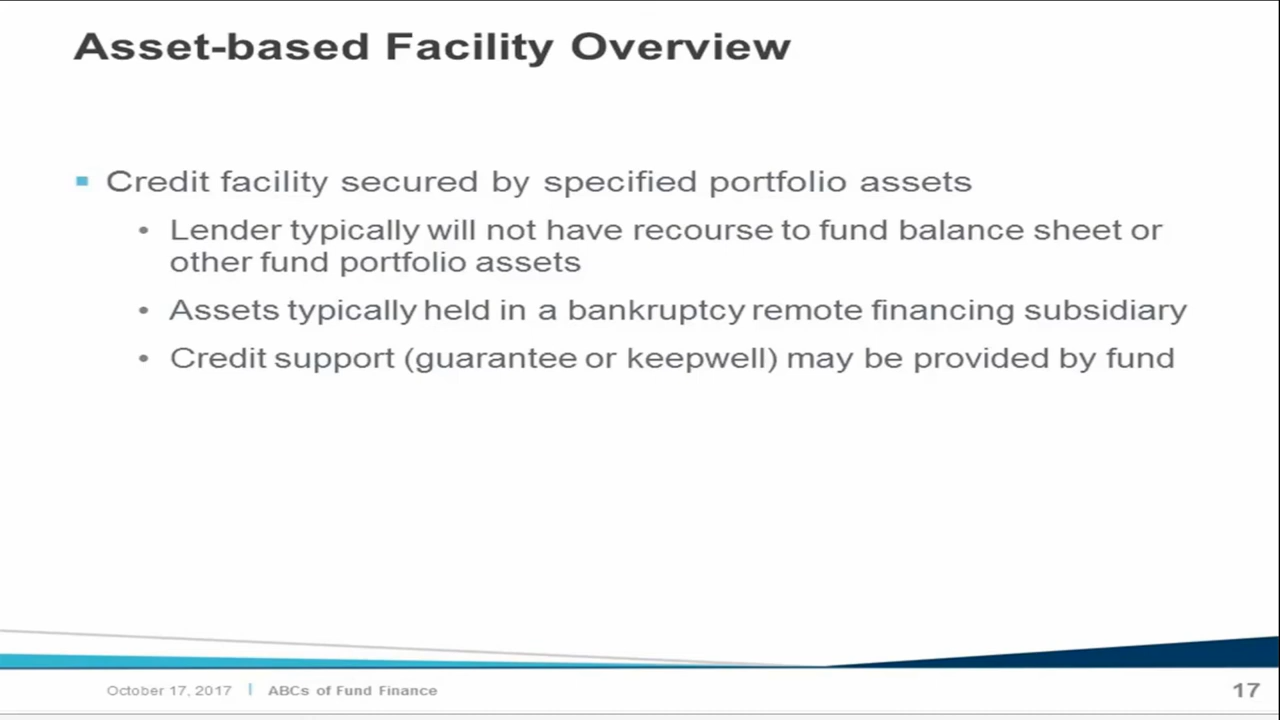 Asset-based Facility Overview
Credit facility secured by specified portfolio assets
• Lender typically will not have recourse to fund balance sheet or
other fund portfolio assets
• Assets typically held in a bankruptcy remote financing subsidiary
• Credit support (guarantee or keepwell) may be provided by fund
October 17, 2017 | ABCs of Fund Finance
17